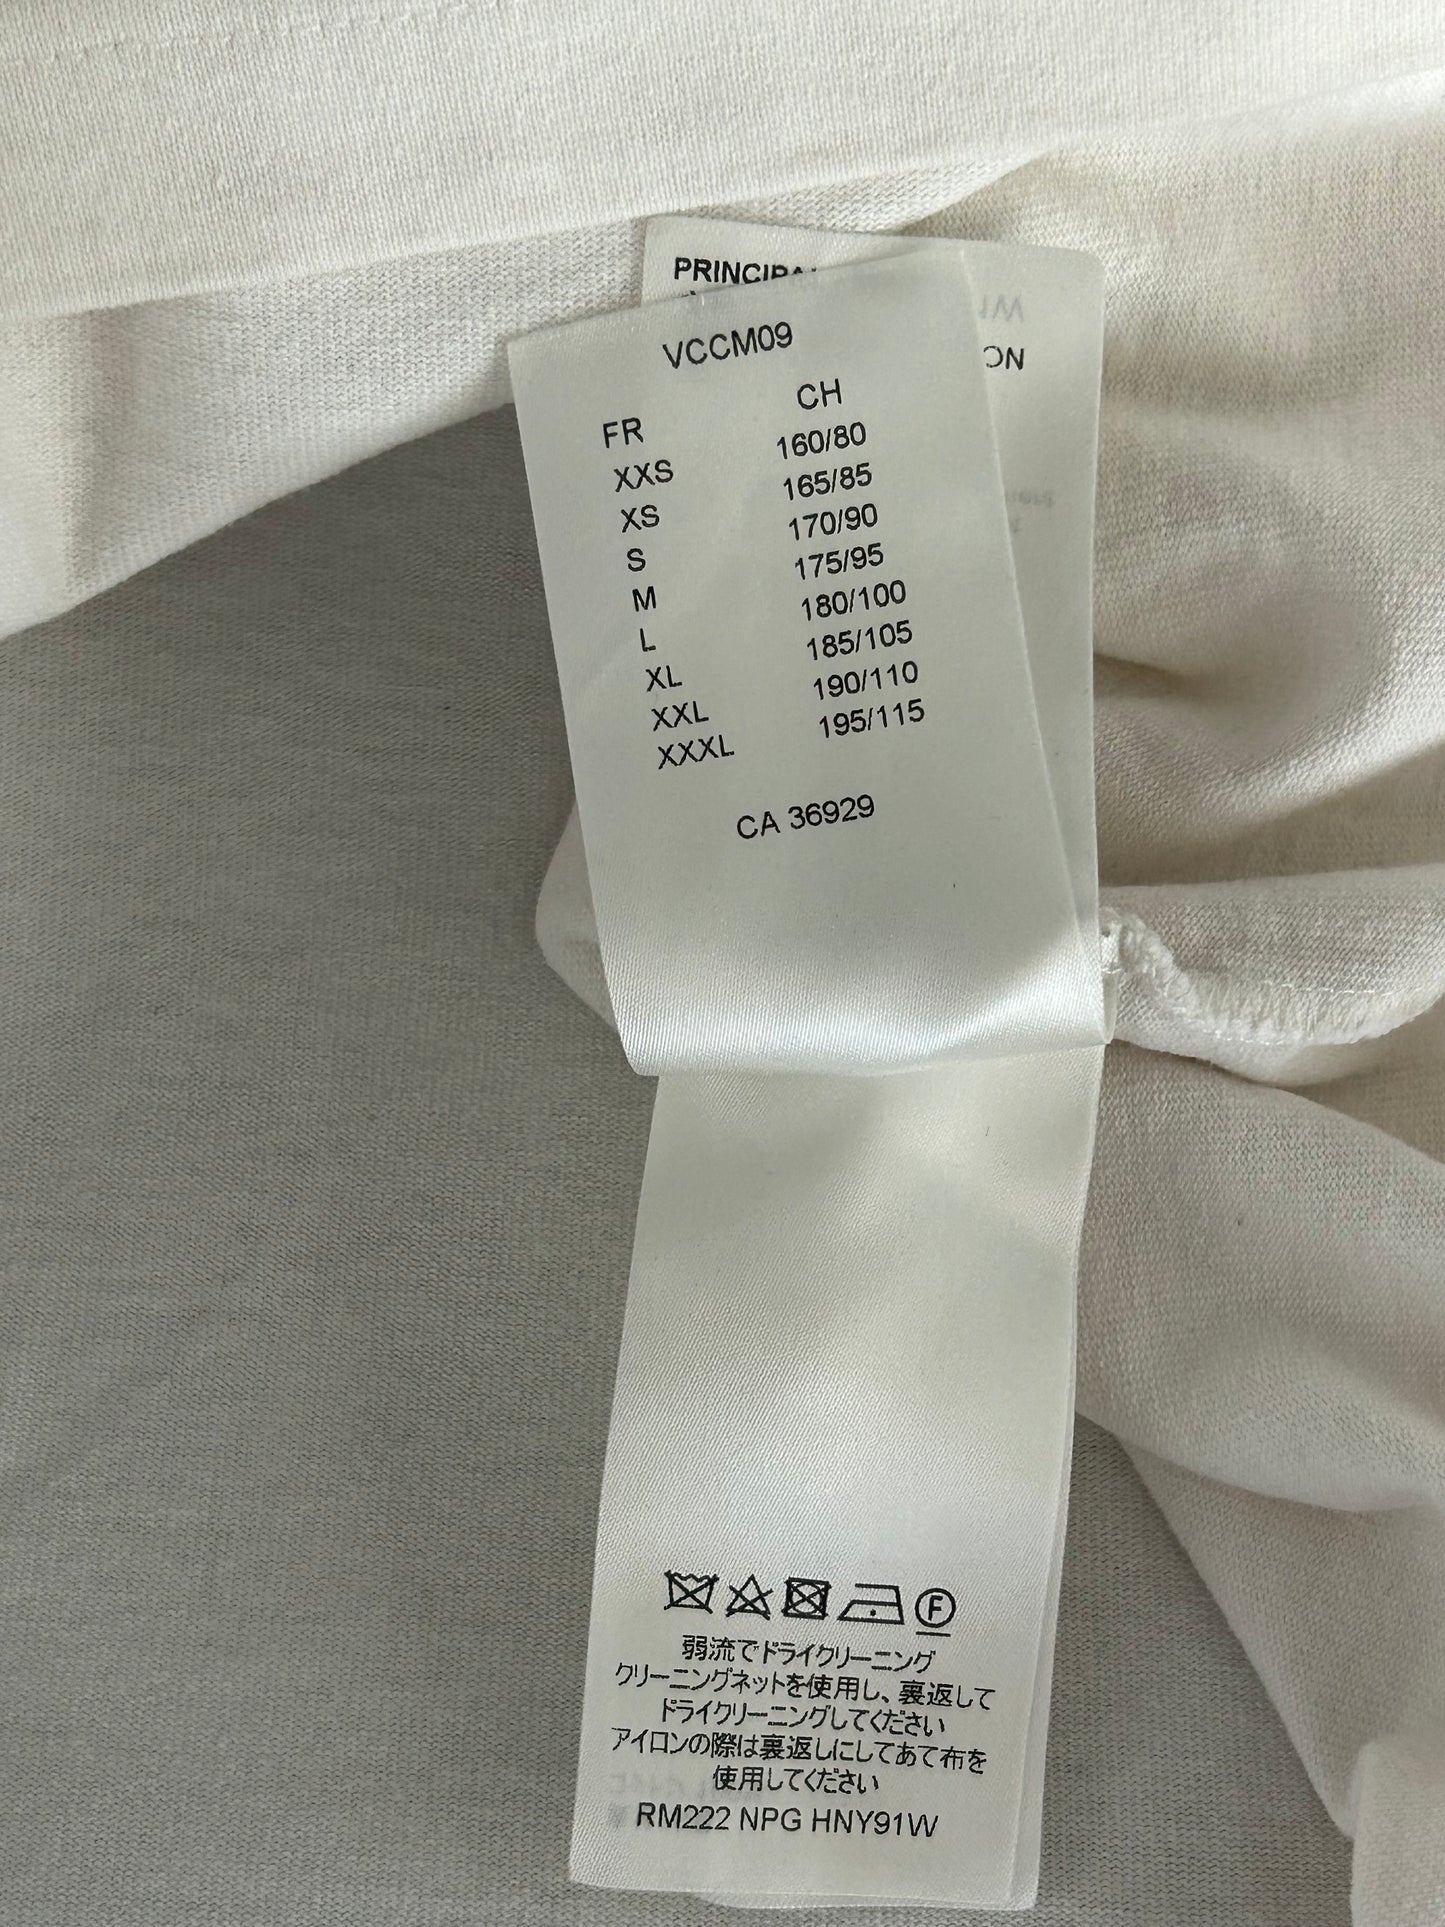 VCCM09
FR CH
XXS 160/80
XS 165/85
S 170/90
M 175/95
L 180/100
XL 185/105
XXL 190/110
XXXL 195/115
CA 36929
F
弱流でドライクリーニング
クリーニングネットを使用し、裏返して
ドライクリーニングしてください
アイロンの際は裏返しにしてあて布を
使用してください
RM222 NPG HNY91W